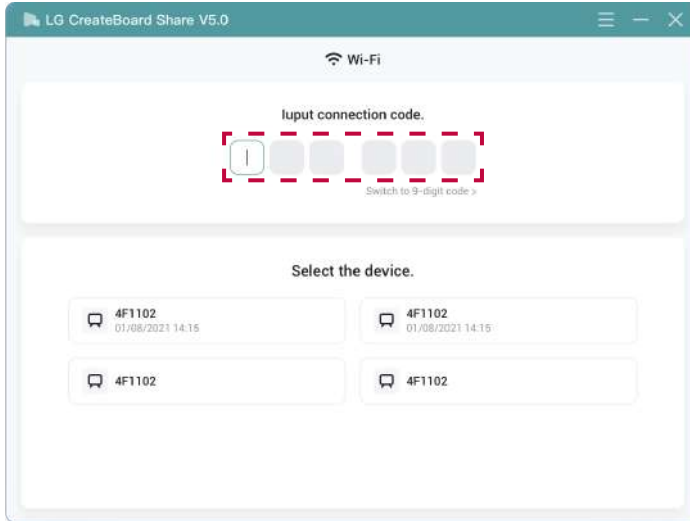 LG CreateBoard Share V5.0
Wi-Fi
Iuput connection code.
Switch to 9-digit code >
Select the device.
4F1102
01/08/2021 14:15
4F1102
01/08/2021 14:15
4F1102
4F1102